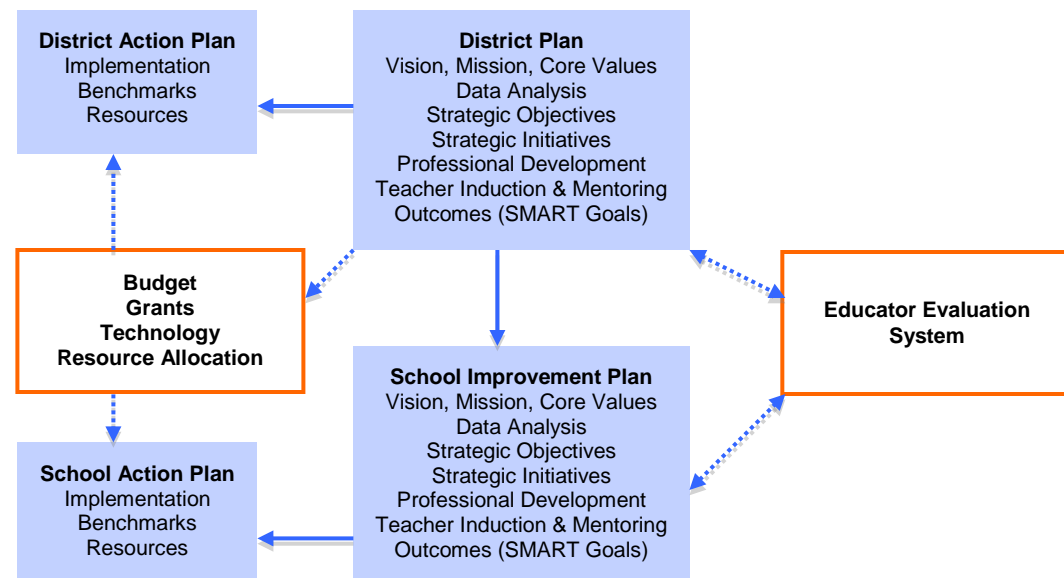 District Action Plan
Implementation
Benchmarks
Resources
District Plan
Vision, Mission, Core Values
Data Analysis
Strategic Objectives
Strategic Initiatives
Professional Development
Teacher Induction & Mentoring
Outcomes (SMART Goals)
Budget
Grants
Technology
Resource Allocation
Educator Evaluation
System
School Improvement Plan
Vision, Mission, Core Values
Data Analysis
Strategic Objectives
Strategic Initiatives
Professional Development
Teacher Induction & Mentoring
Outcomes (SMART Goals)
School Action Plan
Implementation
Benchmarks
Resources